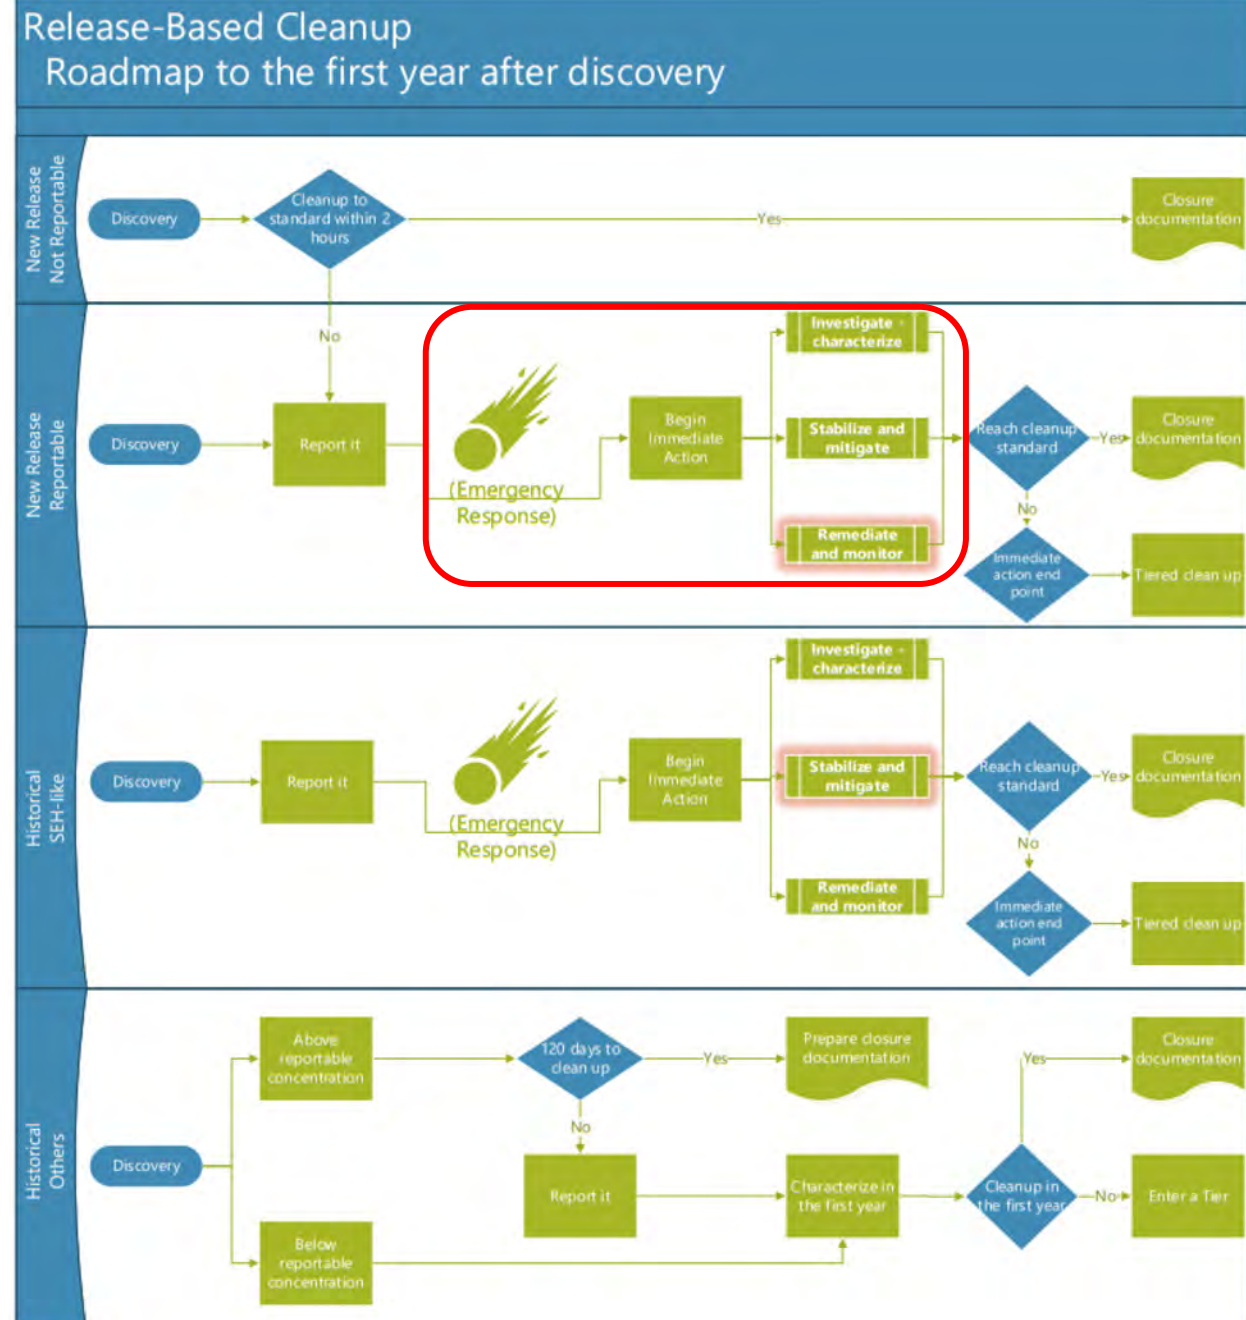 Release-Based Cleanup
Roadmap to the first year after discovery
New Release
Not Reportable
Discovery
Cleanup to
standard within 2
hours
Yes
Closure
documentation
No
New Release
Reportable
Discovery
Report it
(Emergency
Response)
Begin
Immediate
Action
Investigate -
characterize
Stabilize and
mitigate
Remediate
and monitor
Reach cleanup
standard
Yes
Closure
documentation
No
Immediate
action end
point
Tiered clean up
Historical
SEH-like
Discovery
Report it
(Emergency
Response)
Begin
Immediate
Action
Investigate -
characterize
Stabilize and
mitigate
Remediate
and monitor
Reach cleanup
standard
Yes
Closure
documentation
No
Immediate
action end
point
Tiered clean up
Historical
Others
Discovery
Above
reportable
concentration
120 days to
clean up
Yes
Prepare closure
documentation
No
Report it
Below
reportable
concentration
Characterize in
the first year
Cleanup in
the first year
Yes
Closure
documentation
No
Enter a Tier